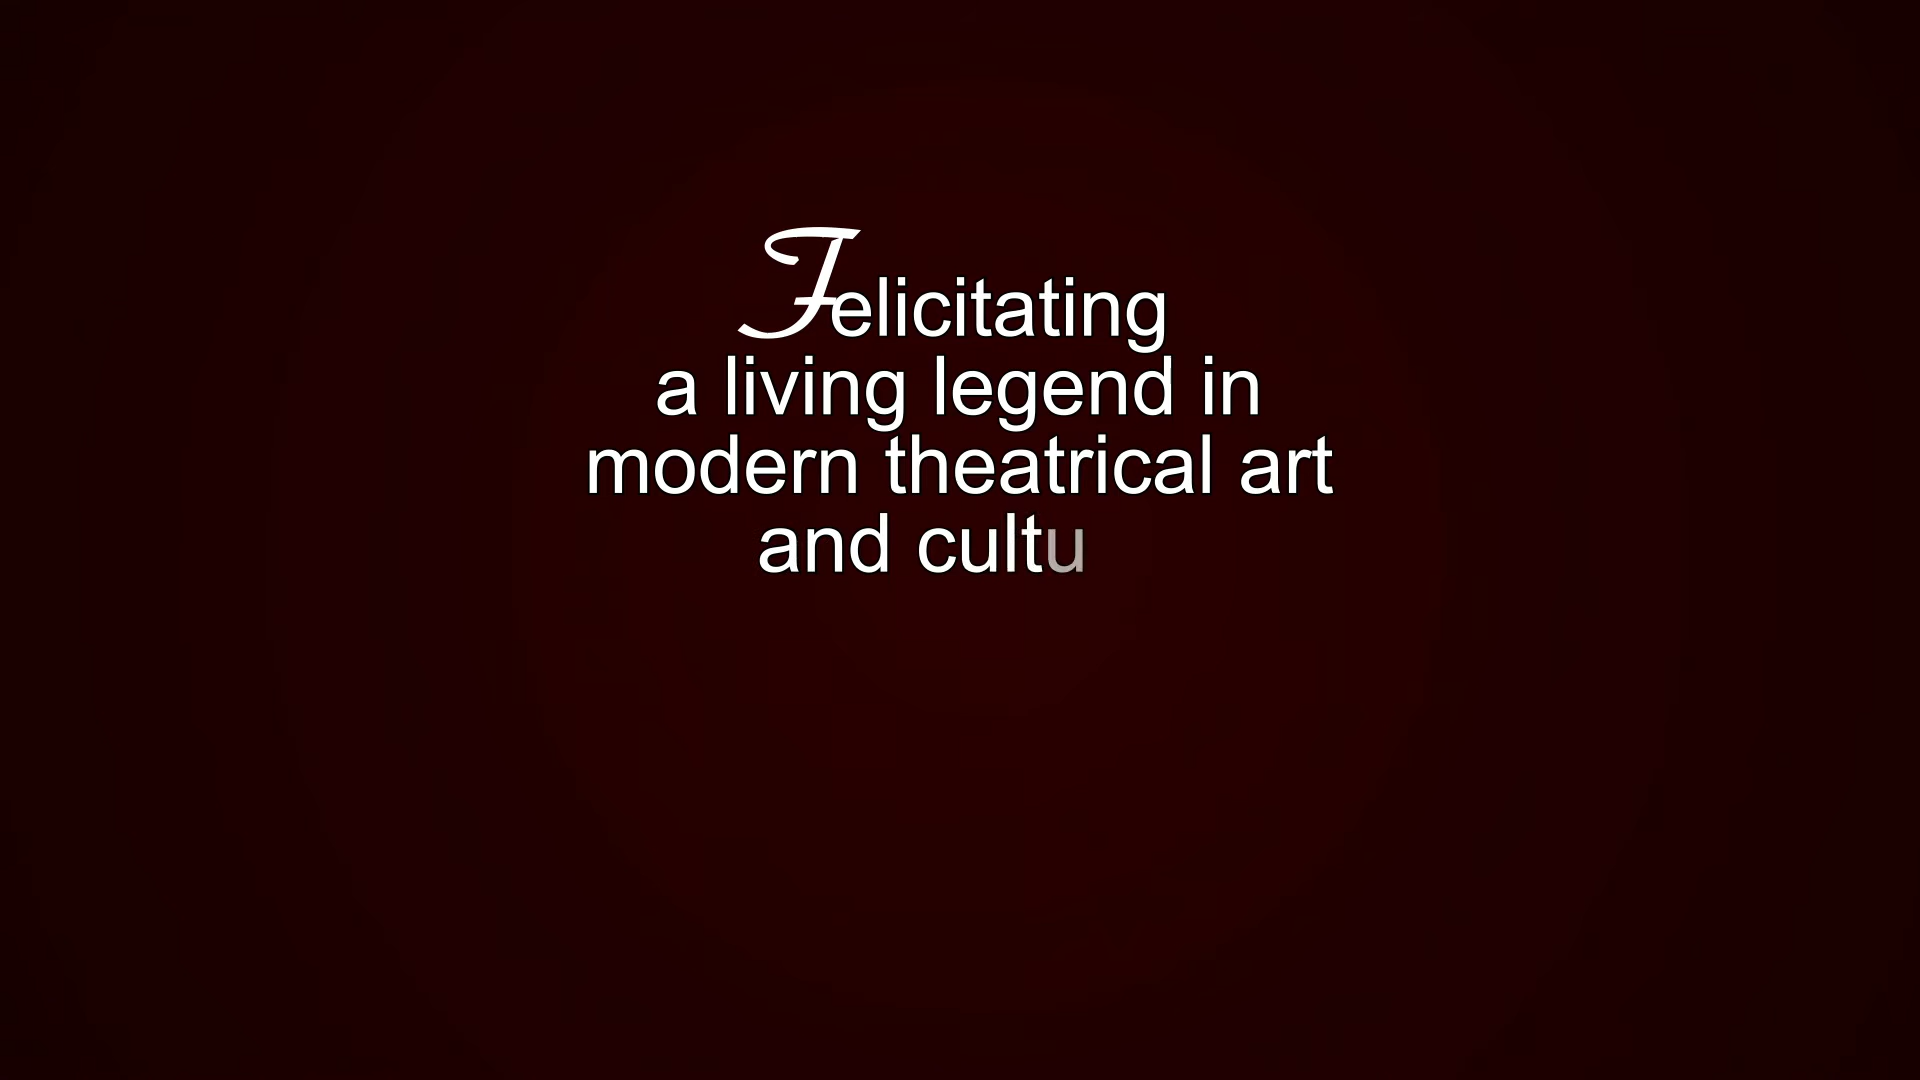 Felicitating
a living legend in
modern theatrical art
and cultu